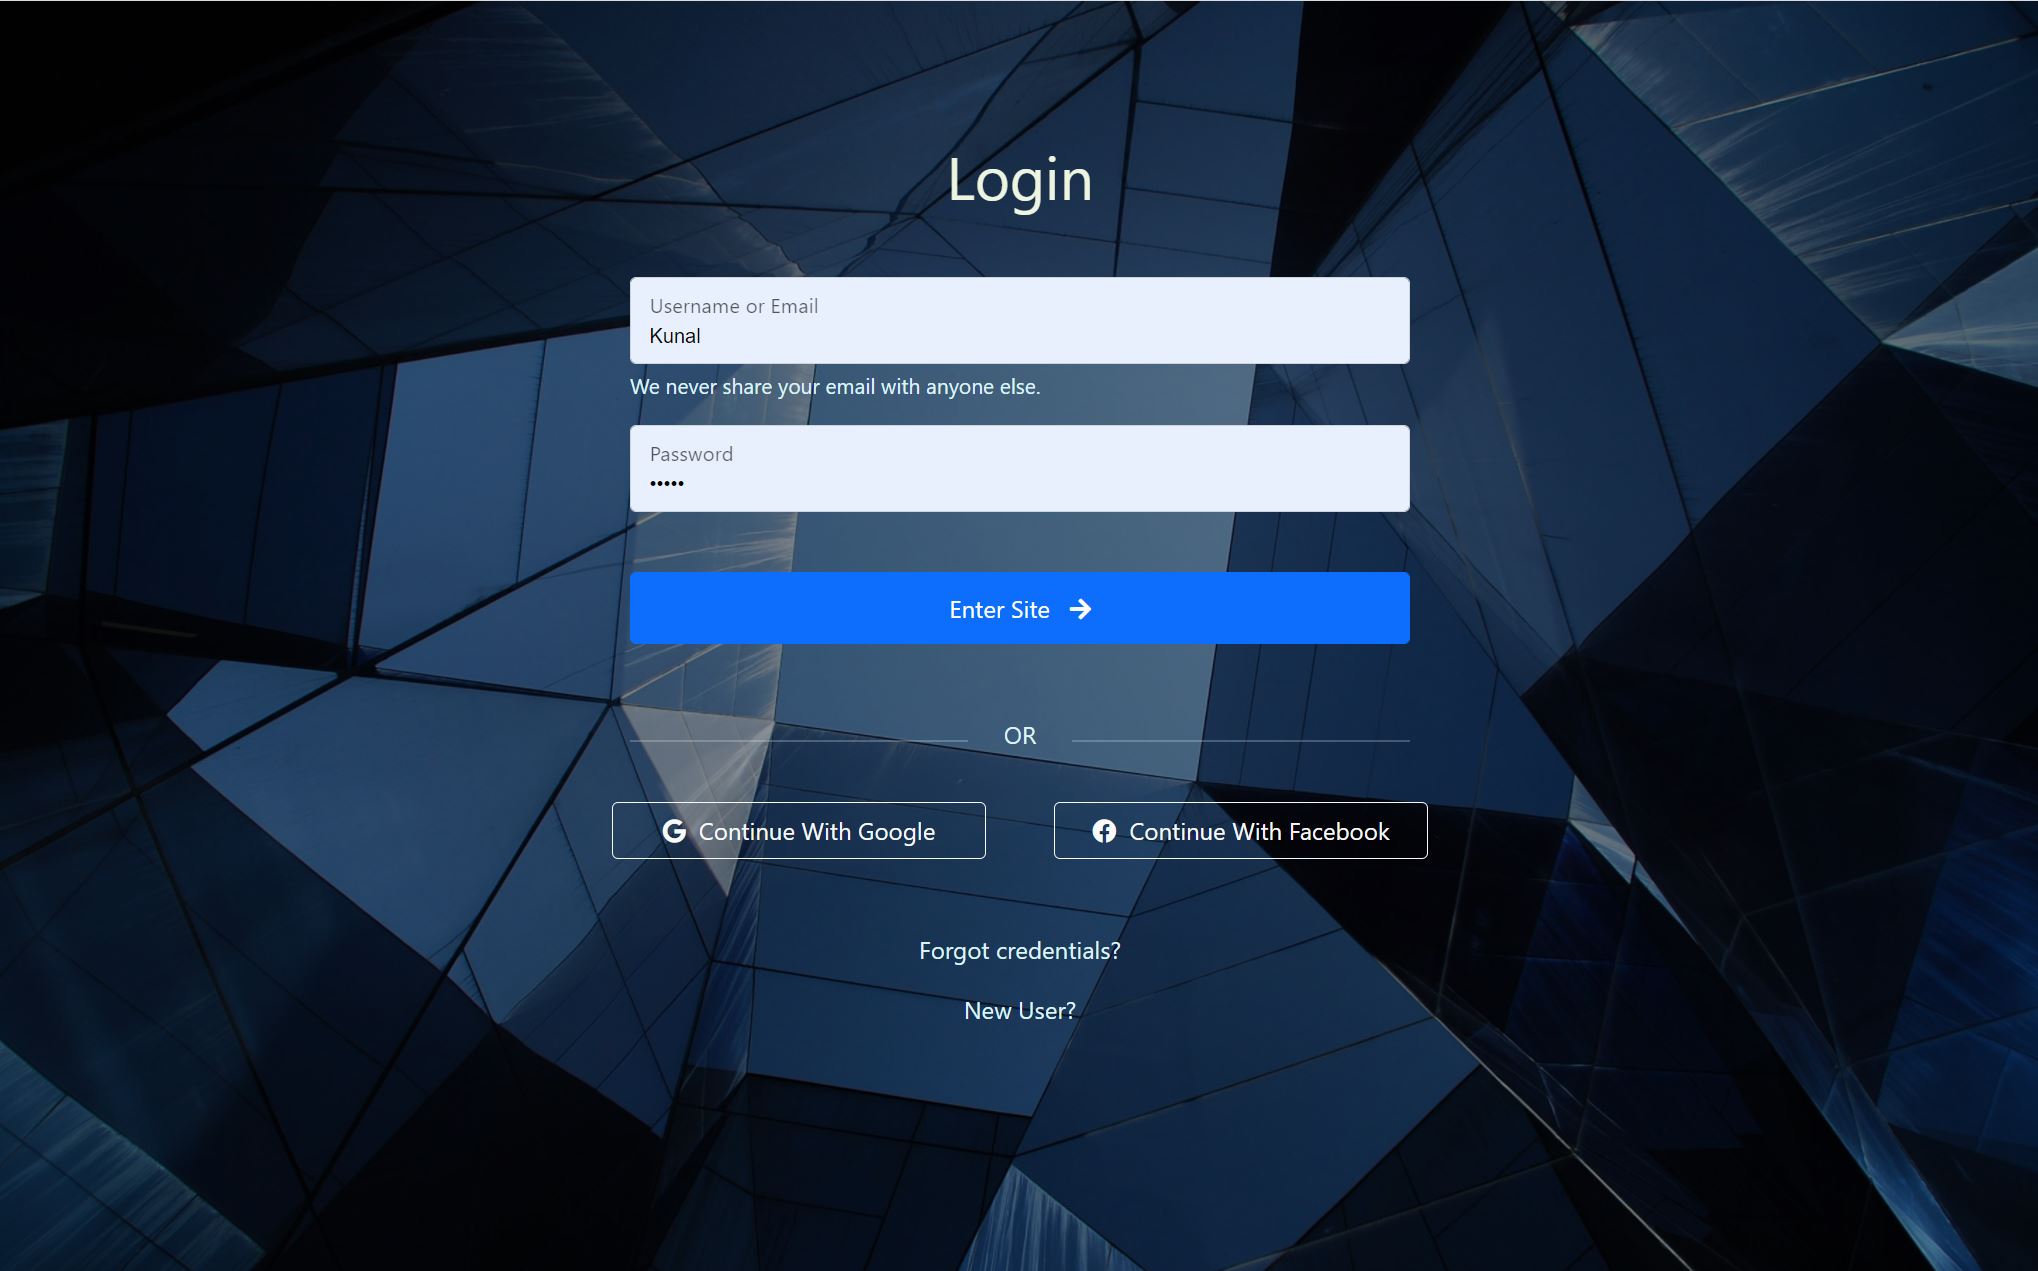 Login
Username or Email
Kunal
We never share your email with anyone else.
Password
•••••
Enter Site
OR
Continue With Google
Continue With Facebook
Forgot credentials?
New User?